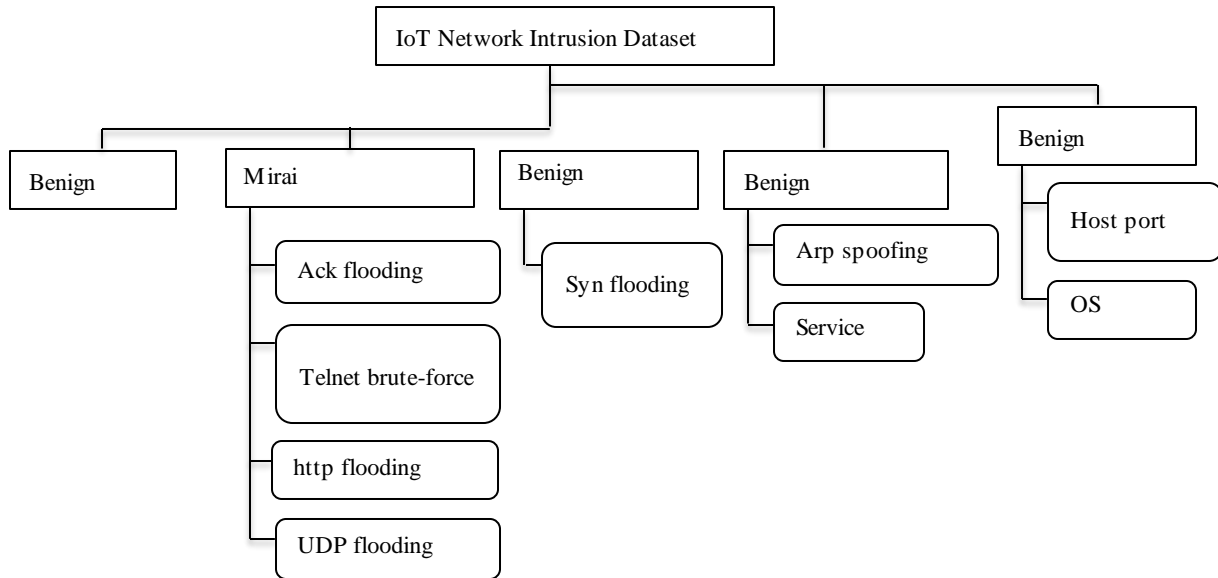 IoT Network Intrusion Dataset
Benign
Mirai
Ack flooding
Telnet brute-force
http flooding
UDP flooding
Benign
Syn flooding
Benign
Arp spoofing
Service
Benign
Host port
OS